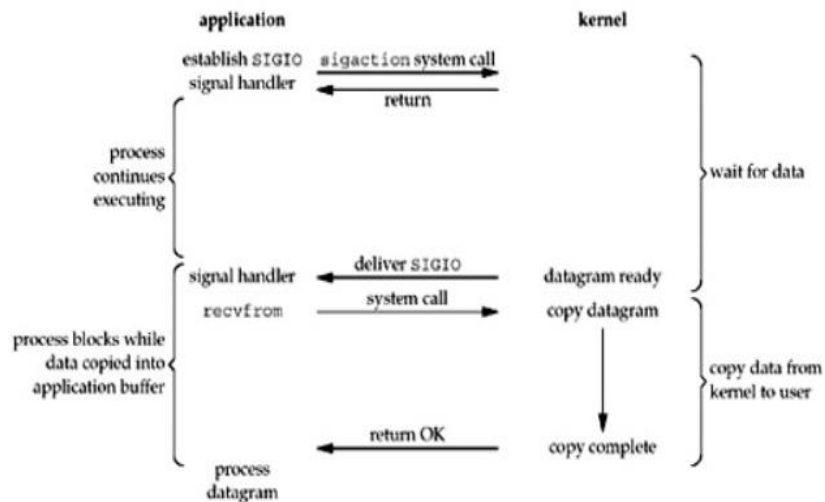 application kernel
establish SIGIO sigaction system call
signal handler
return
process
continues
executing
wait for data
deliver SIGIO
signal handler datagram ready
system call
recvfrom copy datagram
process blocks while
data copied into
application buffer
copy data from
kernel to user
return OK
copy complete
process
datagram